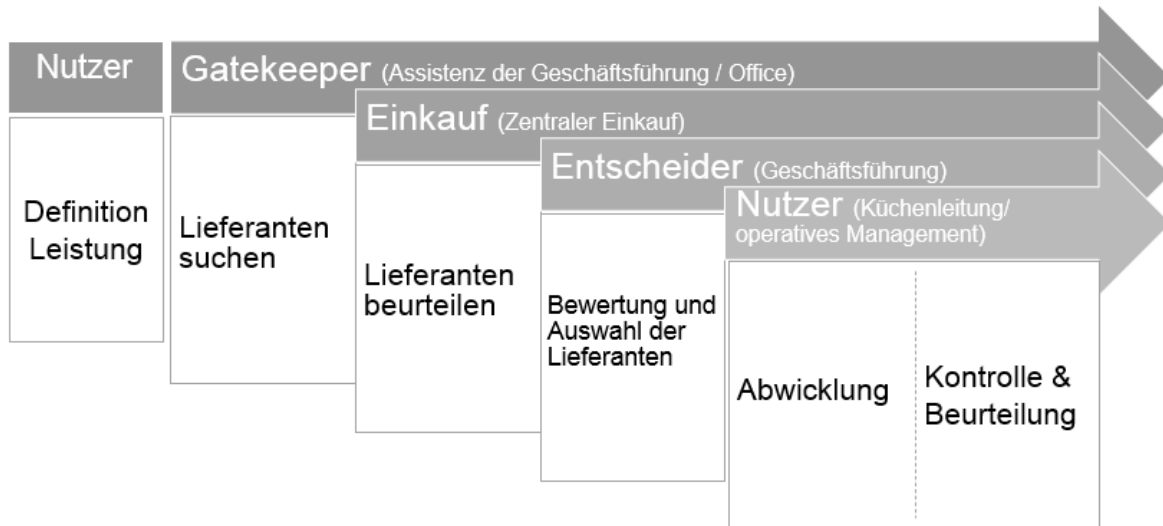 Nutzer
Gatekeeper (Assistenz der Geschäftsführung / Office)
Einkauf (Zentraler Einkauf)
Entscheider (Geschäftsführung)
Nutzer (Küchenleitung/
operatives Management)
Definition
Leistung
Lieferanten
suchen
Lieferanten
beurteilen
Bewertung und
Auswahl der
Lieferanten
Abwicklung
Kontrolle &
Beurteilung